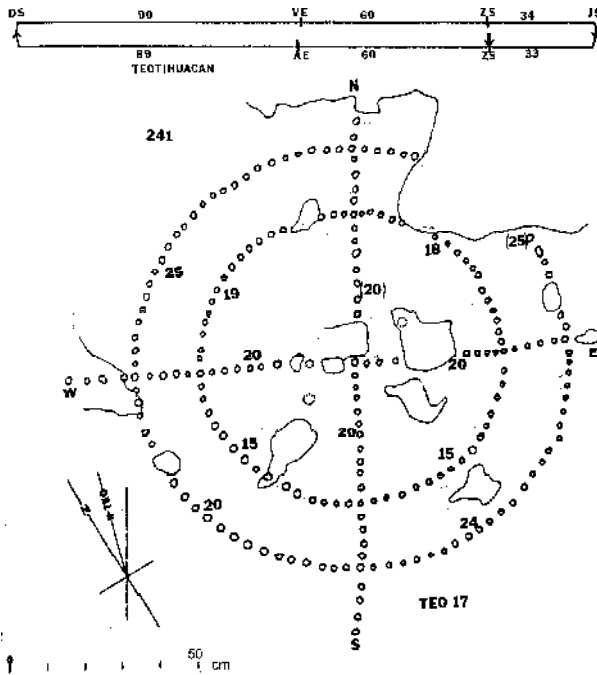 DS 90 VE 60 ZS 34 JS
89 AE 60 ZS 33
TEOTIHUACAN
N
241
18 (25)
25
19
(20)
E
20 20
W
20
15 15
20 24
TEO 17
S
50
cm